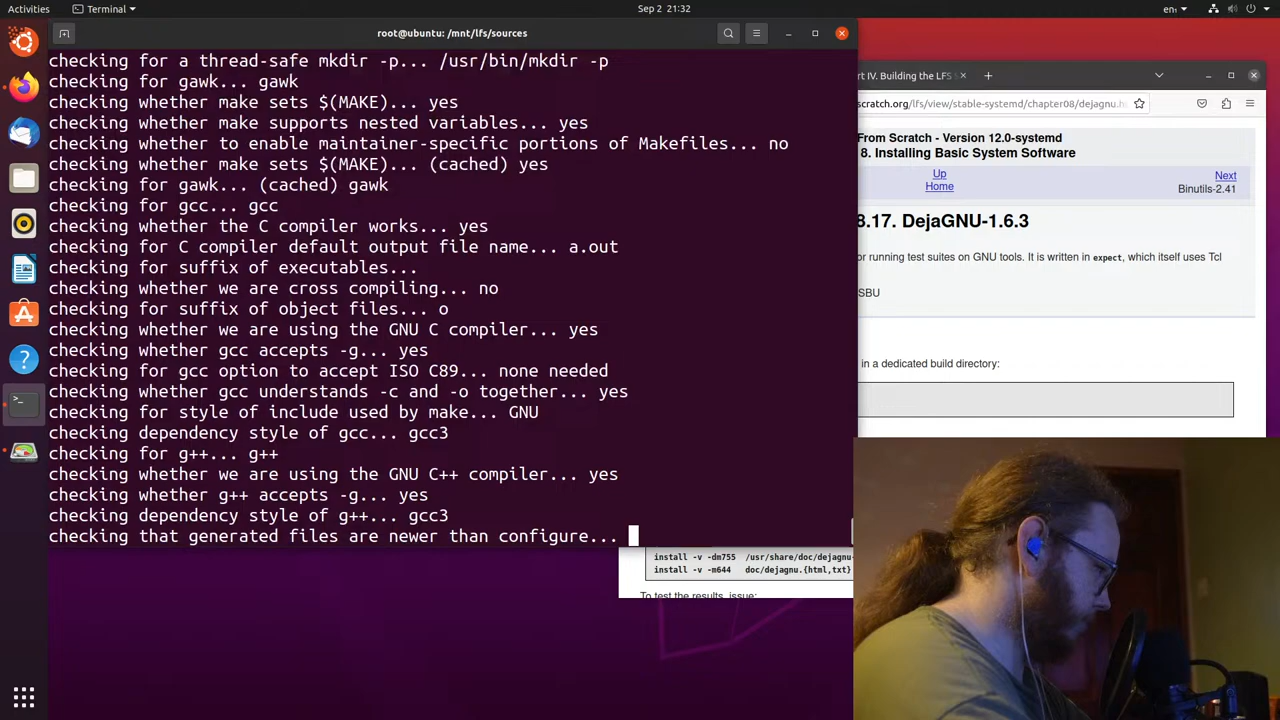 Activities
Terminal
Sep 2 21:32
en
root@ubuntu: /mnt/lfs/sources
checking for a thread-safe mkdir -p... /usr/bin/mkdir -p
checking for gawk... gawk
checking whether make sets $(MAKE)... yes
checking whether make supports nested variables... yes
checking whether to enable maintainer-specific portions of Makefiles... no
checking whether make sets $(MAKE)... (cached) yes
checking for gawk... (cached) gawk
checking for gcc... gcc
checking whether the C compiler works... yes
checking for C compiler default output file name... a.out
checking for suffix of executables...
checking whether we are cross compiling... no
checking for suffix of object files... o
checking whether we are using the GNU C compiler... yes
checking whether gcc accepts -g... yes
checking for gcc option to accept ISO C89... none needed
checking whether gcc understands -c and -o together... yes
checking for style of include used by make... GNU
checking dependency style of gcc... gcc3
checking for g++... g++
checking whether we are using the GNU C++ compiler... yes
checking whether g++ accepts -g... yes
checking dependency style of g++... gcc3
checking that generated files are newer than configure...
rt IV. Building the LFS S
scratch.org/lfs/view/stable-systemd/chapter08/dejagnu.h
From Scratch - Version 12.0-systemd
8. Installing Basic System Software
Up
Home
Next
Binutils-2.41
8.17. DejaGNU-1.6.3
or running test suites on GNU tools. It is written in expect, which itself uses Tcl
SBU
in a dedicated build directory:
install -v -dm755 /usr/share/doc/dejagnu-
install -v -m644 doc/dejagnu.{html,txt}
To test the results, issue: